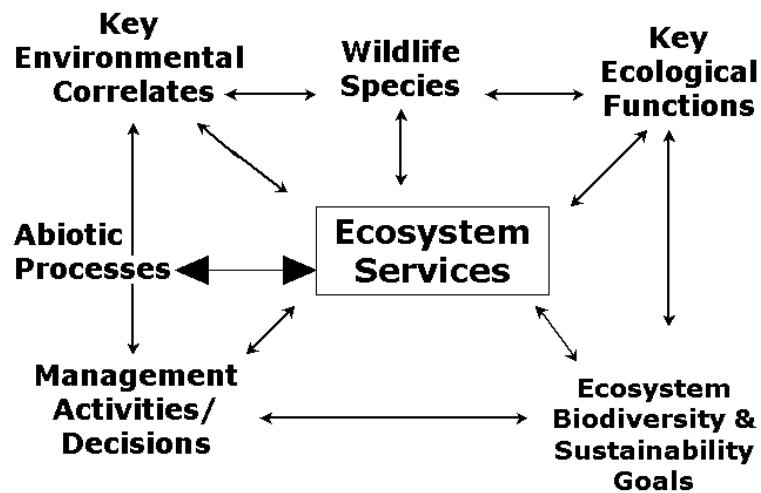 Key
Environmental
Correlates
Wildlife
Species
Key
Ecological
Functions
Abiotic
Processes
Ecosystem
Services
Management
Activities/
Decisions
Ecosystem
Biodiversity &
Sustainability
Goals